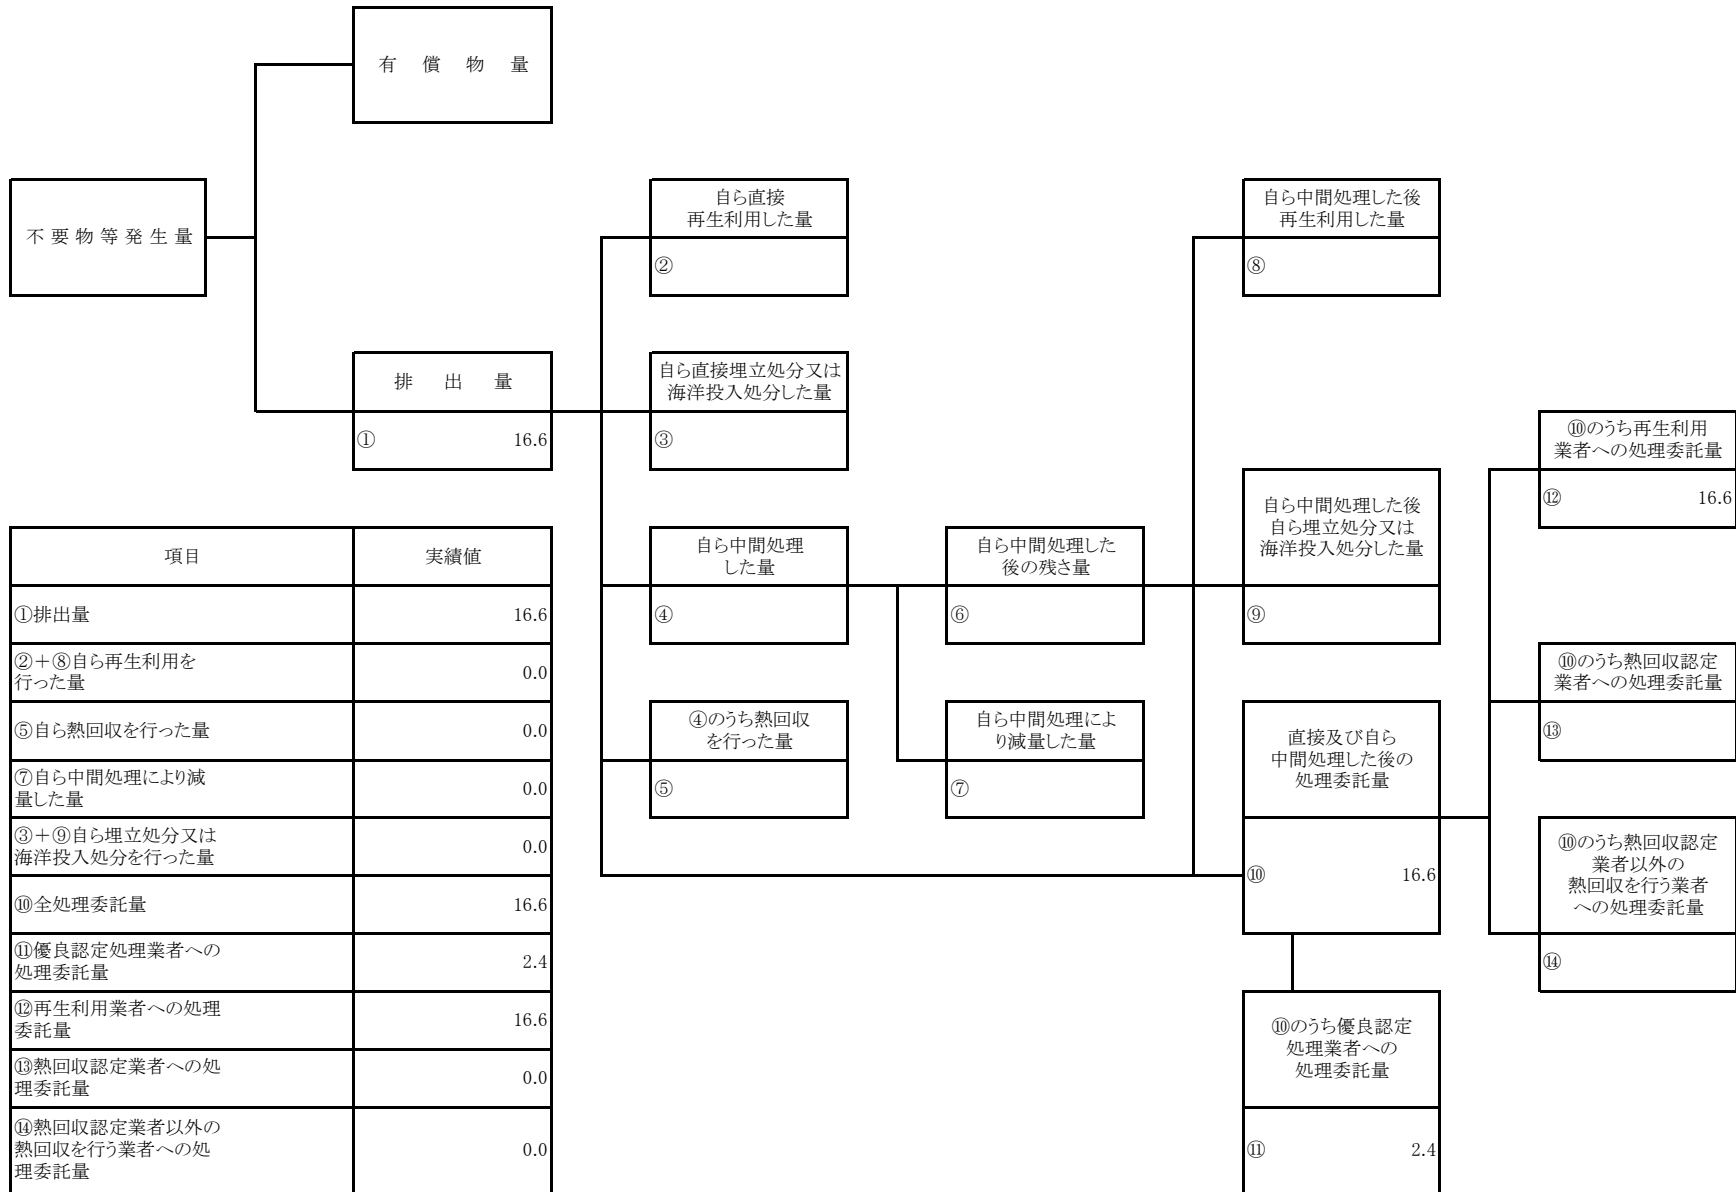 有償物量
不要物等発生量
排出量
① 16.6
自ら直接
再生利用した量
②
自ら直接埋立処分又は
海洋投入処分した量
③
自ら中間処理
した量
④
④のうち熱回収
を行った量
⑤
自ら中間処理した
後の残さ量
⑥
自ら中間処理によ
り減量した量
⑦
自ら中間処理した後
再生利用した量
⑧
自ら中間処理した後
自ら埋立処分又は
海洋投入処分した量
⑨
直接及び自ら
中間処理した後の
処理委託量
⑩ 16.6
⑩のうち優良認定
処理業者への
処理委託量
⑪ 2.4
⑩のうち再生利用
業者への処理委託量
⑫ 16.6
⑩のうち熱回収認定
業者への処理委託量
⑬
⑩のうち熱回収認定
業者以外の
熱回収を行う業者
への処理委託量
⑭
項目 実績値
①排出量 16.6
②+⑧自ら再生利用を
行った量 0.0
⑤自ら熱回収を行った量 0.0
⑦自ら中間処理により減
量した量 0.0
③+⑨自ら埋立処分又は
海洋投入処分を行った量 0.0
⑩全処理委託量 16.6
⑪優良認定処理業者への
処理委託量 2.4
⑫再生利用業者への処理
委託量 16.6
⑬熱回収認定業者への処
理委託量 0.0
⑭熱回収認定業者以外の
熱回収を行う業者への処
理委託量 0.0